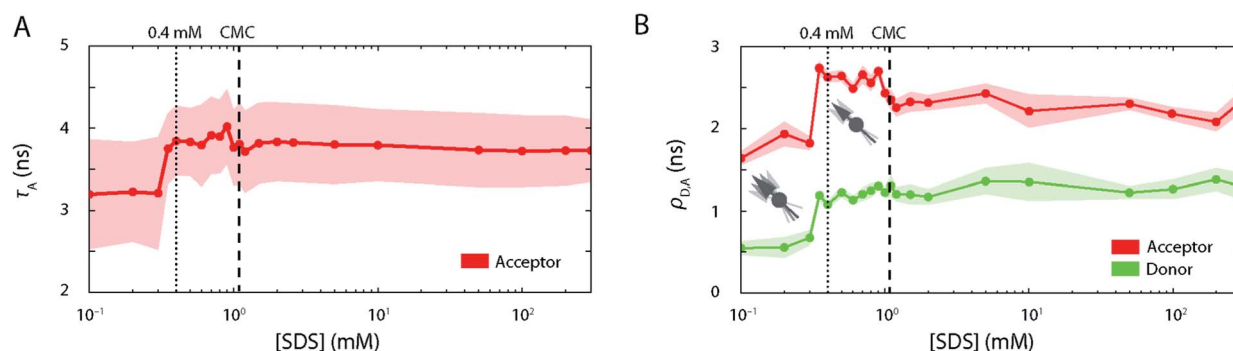 A
0.4 mM
CMC
5
4
3
2
τA (ns)
Acceptor
10⁻¹
10⁰
10¹
10²
[SDS] (mM)
B
0.4 mM
CMC
3
2
1
0
ρD,A (ns)
Acceptor
Donor
10⁻¹
10⁰
10¹
10²
[SDS] (mM)